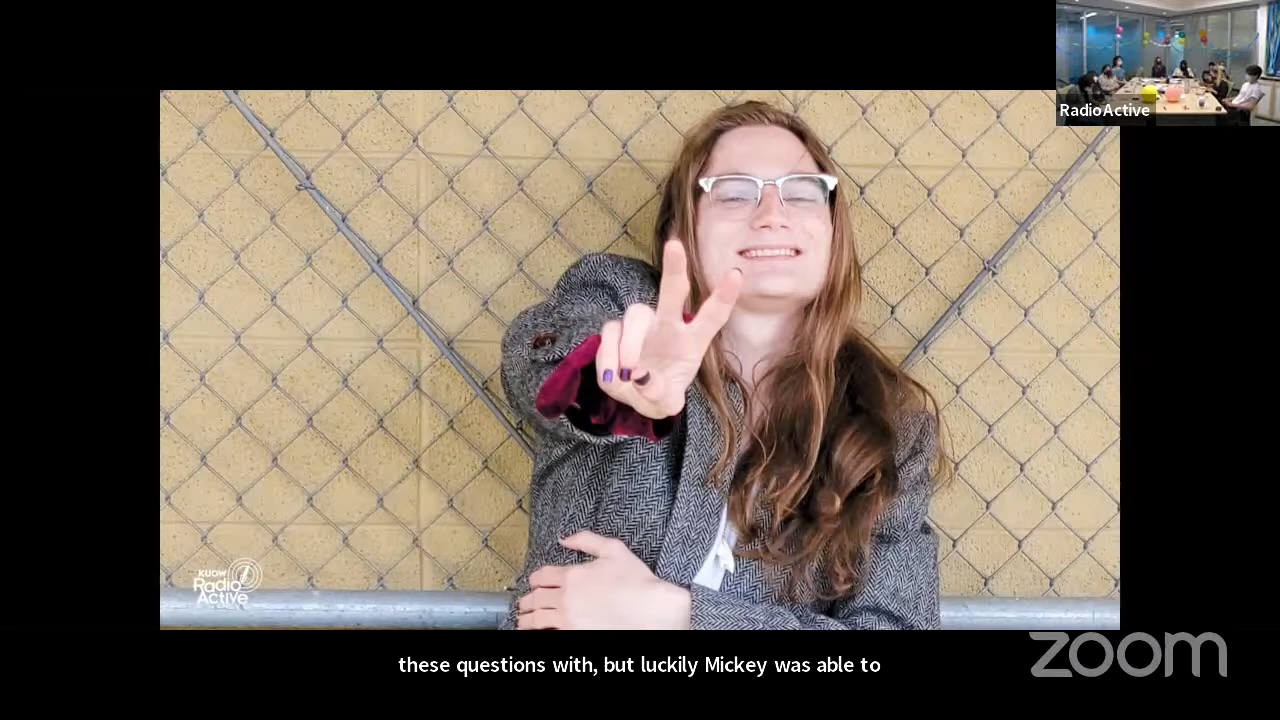 RadioActive
KUOW
Radio
Active
these questions with, but luckily Mickey was able to
zoom